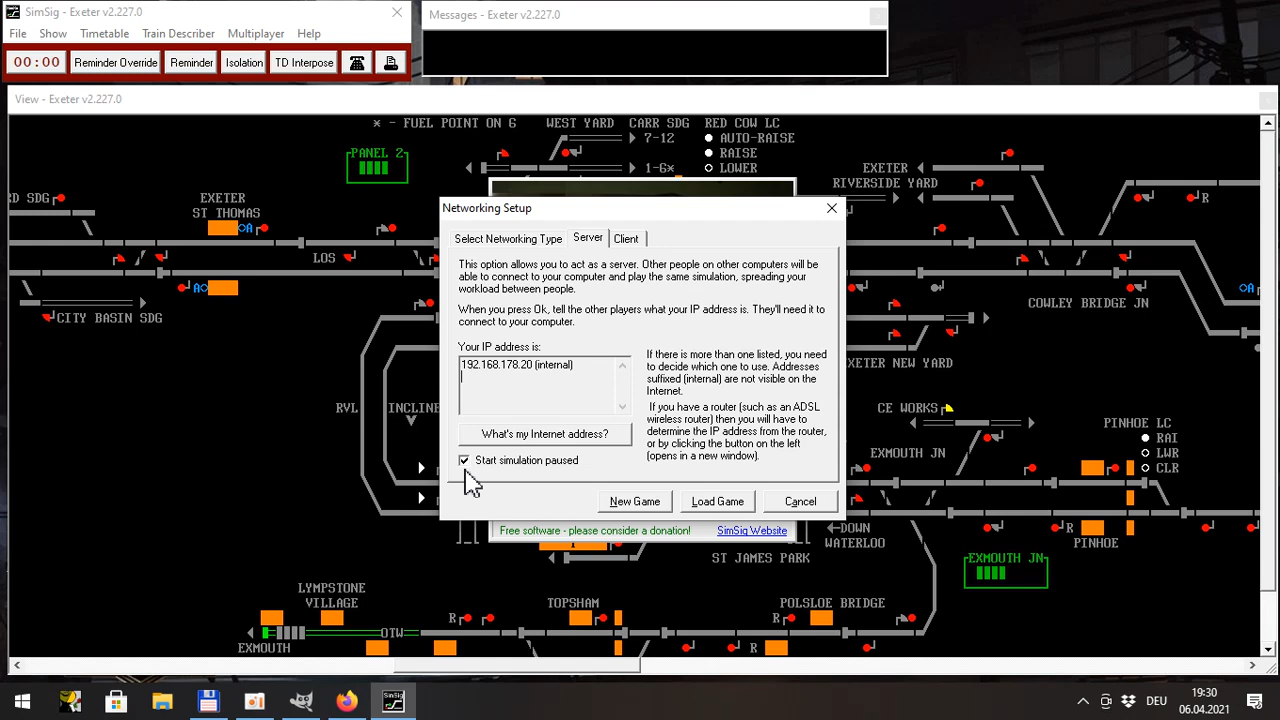 SimSig - Exeter v2.227.0
File Show Timetable Train Describer Multiplayer Help
00:00 Reminder Override Reminder Isolation TD Interpose
Messages - Exeter v2.227.0
View - Exeter v2.227.0
* - FUEL POINT ON 6
WEST YARD
CARR SDG
7-12
1-6*
RED COW LC
AUTO-RAISE
RAISE
LOWER
PANEL 2
EXETER
RIVERSIDE YARD
RD SDG
EXETER
ST THOMAS
A
R
LOS
A
CITY BASIN SDG
COWLEY BRIDGE JN
A
EXETER NEW YARD
RVL
INCLINE
CE WORKS
PINHOE LC
RAI
LWR
CLR
EXMOUTH JN
Networking Setup
Select Networking Type Server Client
This option allows you to act as a server. Other people on other computers will be
able to connect to your computer and play the same simulation, spreading your
workload between people.
When you press Ok, tell the other players what your IP address is. They'll need it to
connect to your computer.
Your IP address is:
192.168.178.20 (internal)
If there is more than one listed, you need
to decide which one to use. Addresses
suffixed (internal) are not visible on the
Internet.
If you have a router (such as an ADSL
wireless router) then you will have to
determine the IP address from the router,
or by clicking the button on the left
(opens in a new window).
What's my Internet address?
Start simulation paused
New Game Load Game Cancel
Free software - please consider a donation! SimSig Website
DOWN
WATERLOO
R
PINHOE
ST JAMES PARK
EXMOUTH JN
LYMPSTONE
VILLAGE
TOPSHAM
POLSLOE BRIDGE
R
R
OTW
EXMOUTH
R
DEU
19:30
06.04.2021